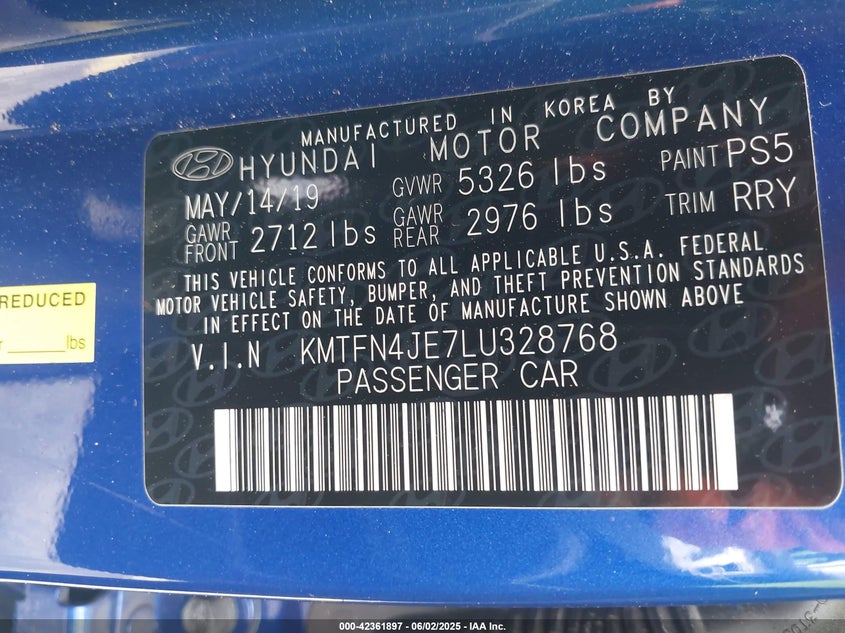 MANUFACTURED IN KOREA BY
HYUNDAI MOTOR COMPANY
MAY/14/19 GVWR 5326 lbs PAINT PS5
GAWR FRONT 2712 lbs GAWR REAR 2976 lbs TRIM RRY
THIS VEHICLE CONFORMS TO ALL APPLICABLE U.S.A. FEDERAL
MOTOR VEHICLE SAFETY, BUMPER, AND THEFT PREVENTION STANDARDS
IN EFFECT ON THE DATE OF MANUFACTURE SHOWN ABOVE
V.I.N KMTFN4JE7LU328768
PASSENGER CAR
REDUCED
lbs
000-42361897 - 06/02/2025 - IAA Inc.